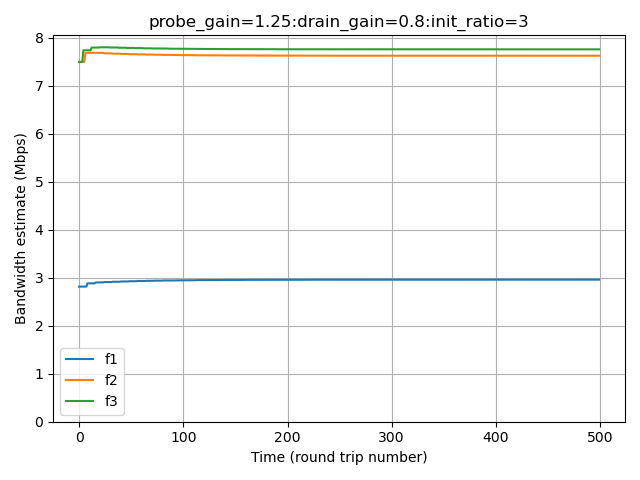 probe_gain=1.25:drain_gain=0.8:init_ratio=3
Bandwidth estimate (Mbps)
8
7
6
5
4
3
2
1
0
f1
f2
f3
0 100 200 300 400 500
Time (round trip number)